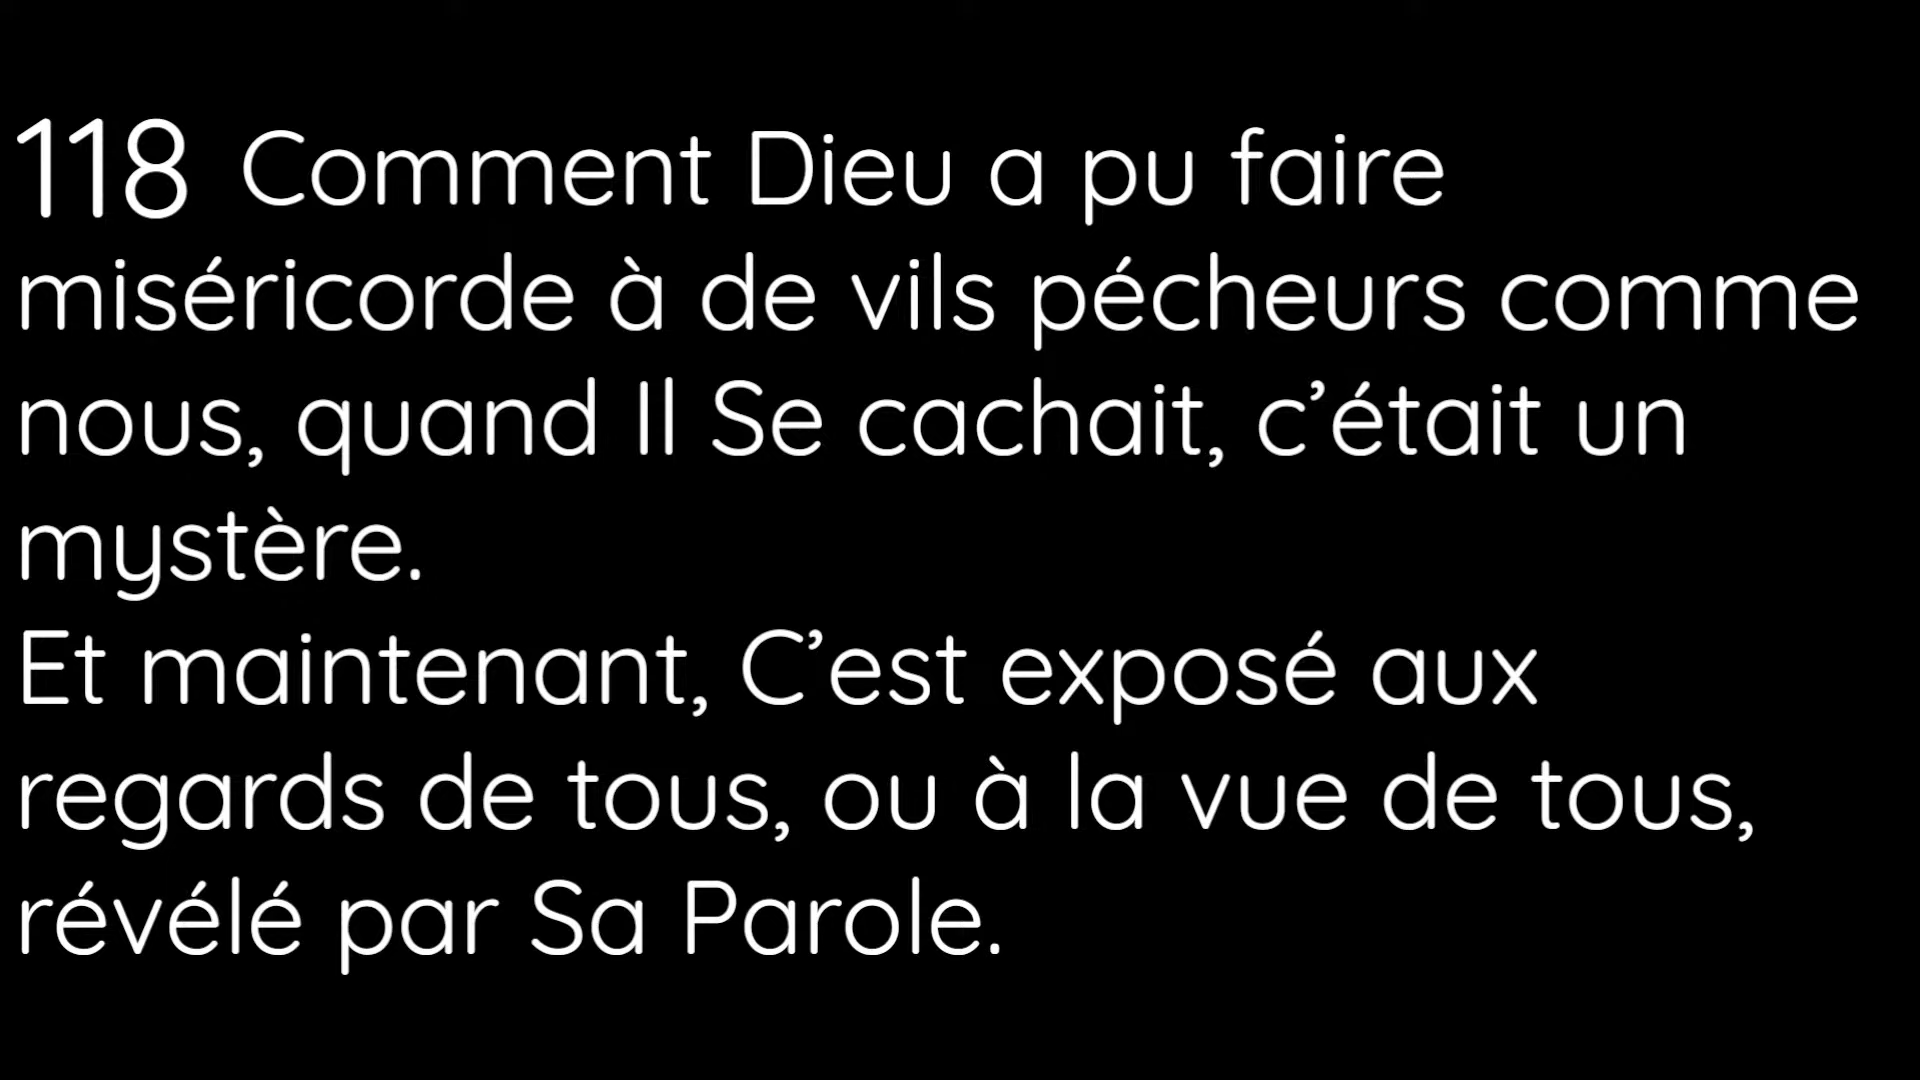 118 Comment Dieu a pu faire
miséricorde à de vils pécheurs comme
nous, quand Il Se cachait, c’était un
mystère.
Et maintenant, C’est exposé aux
regards de tous, ou à la vue de tous,
révélé par Sa Parole.